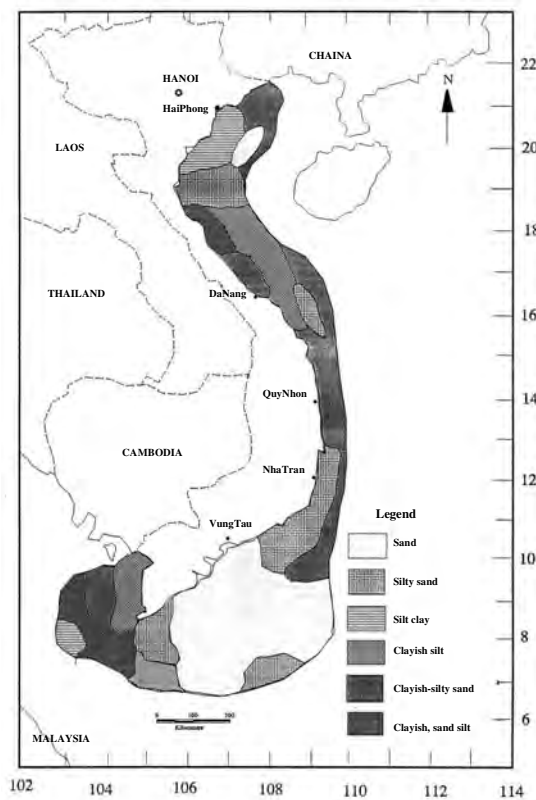 CHAINA
HANOI
HaiPhong
N
LAOS
THAILAND
DaNang
QuyNhon
CAMBODIA
NhaTran
VungTau
MALAYSIA
Legend
Sand
Silty sand
Silt clay
Clayish silt
Clayish-silty sand
Clayish, sand silt
Kilometer
22
20
18
16
14
12
10
8
6
102 104 106 108 110 112 114